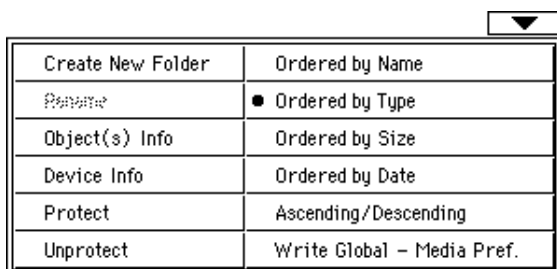 Create New Folder
Rename
Object(s) Info
Device Info
Protect
Unprotect
Ordered by Name
Ordered by Type
Ordered by Size
Ordered by Date
Ascending/Descending
Write Global - Media Pref.